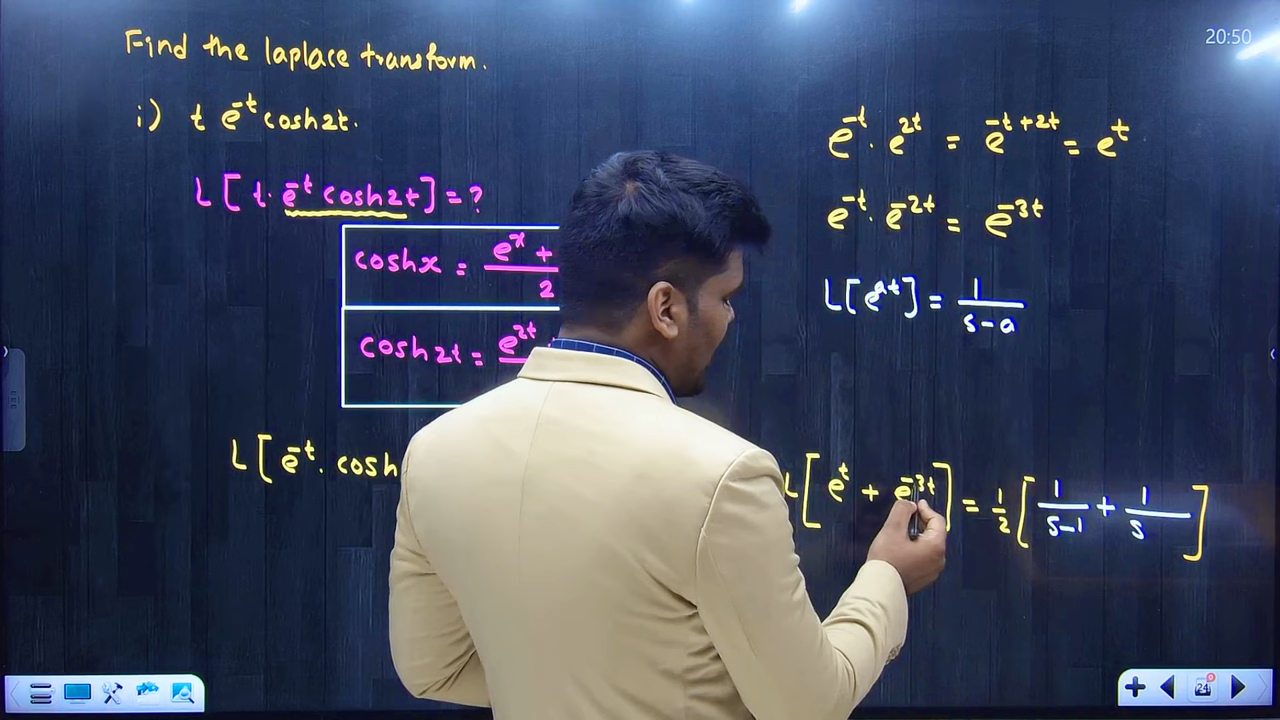 20:50
Find the laplace transform.
i) t e^{-t} cosh2t.
L[t. e^{-t} cosh2t] = ?
coshx = e^x + / 2
cosh2t = e^{2t}
L[e^{-t}. cosh
e^{-t} . e^{2t} = e^{-t+2t} = e^t
e^{-t} . e^{-2t} = e^{-3t}
L[e^{at}] = 1/(s-a)
L[e^t + e^{-3t}] = 1/2 [1/(s-1) + 1/s ]
24